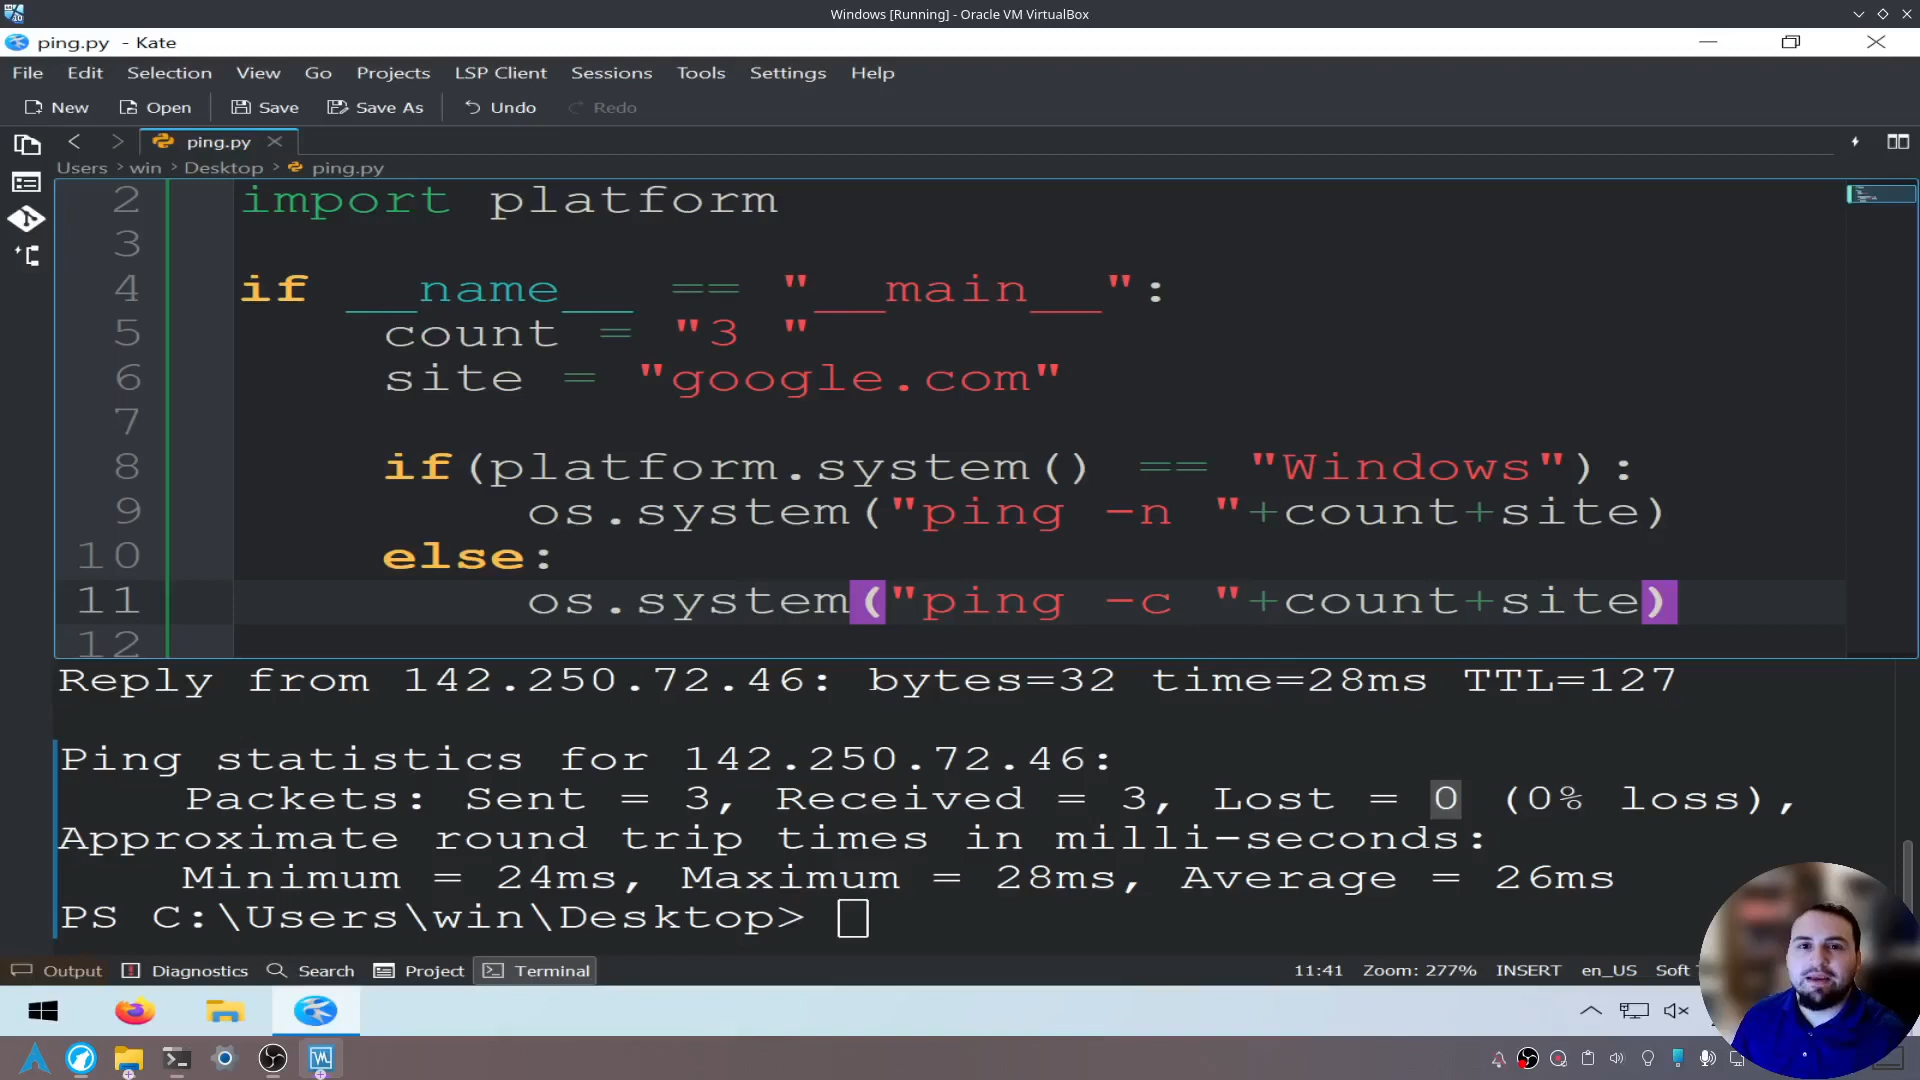 Windows [Running] - Oracle VM VirtualBox
ping.py - Kate
File Edit Selection View Go Projects LSP Client Sessions Tools Settings Help
New Open Save Save As Undo Redo
ping.py
Users > win > Desktop > ping.py
2 import platform
3
4 if __name__ == "__main__":
5 count = "3 "
6 site = "google.com"
7
8 if(platform.system() == "Windows"):
9 os.system("ping -n "+count+site)
10 else:
11 os.system("ping -c "+count+site)
12
Reply from 142.250.72.46: bytes=32 time=28ms TTL=127
Ping statistics for 142.250.72.46:
Packets: Sent = 3, Received = 3, Lost = 0 (0% loss),
Approximate round trip times in milli-seconds:
Minimum = 24ms, Maximum = 28ms, Average = 26ms
PS C:\Users\win\Desktop>
Output Diagnostics Search Project Terminal 11:41 Zoom: 277% INSERT en_US Soft